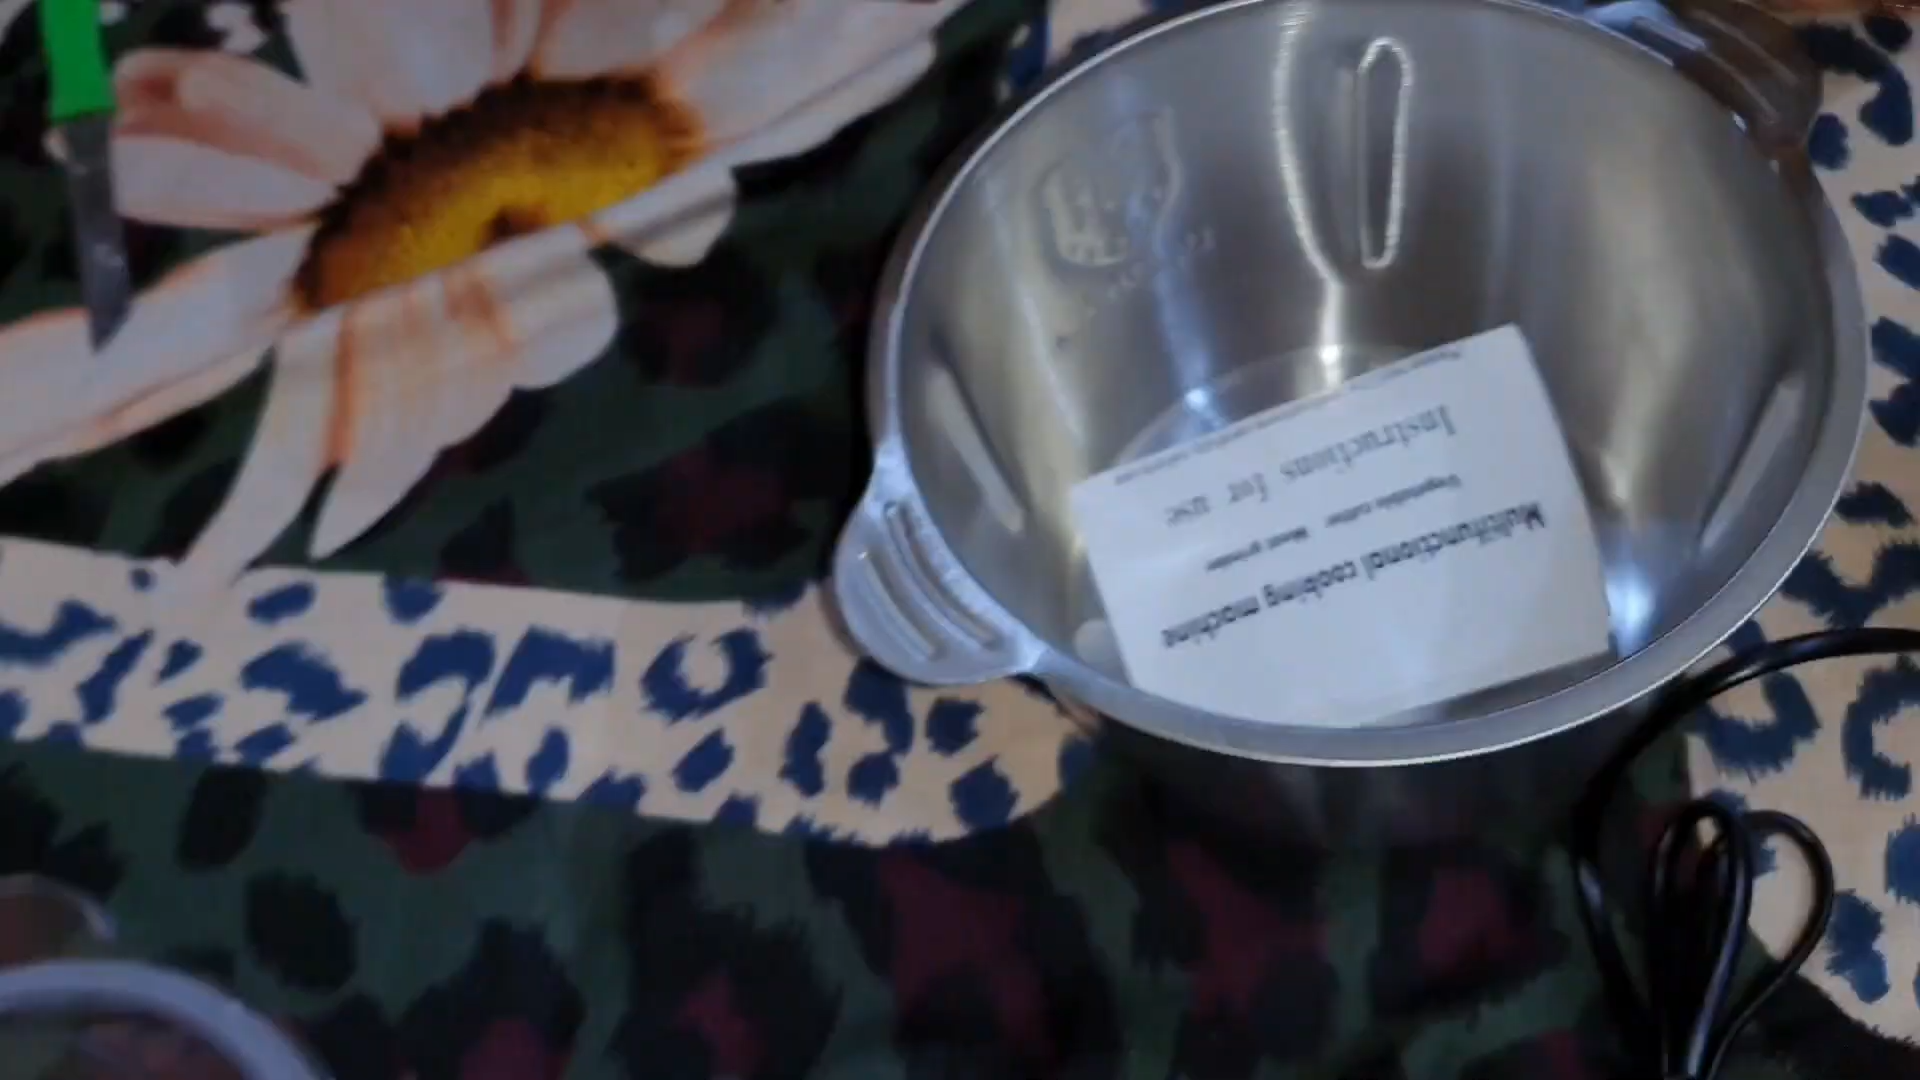 Multifunctional cooking machine
Vegetable cutter Meat grinder
Instructions for use